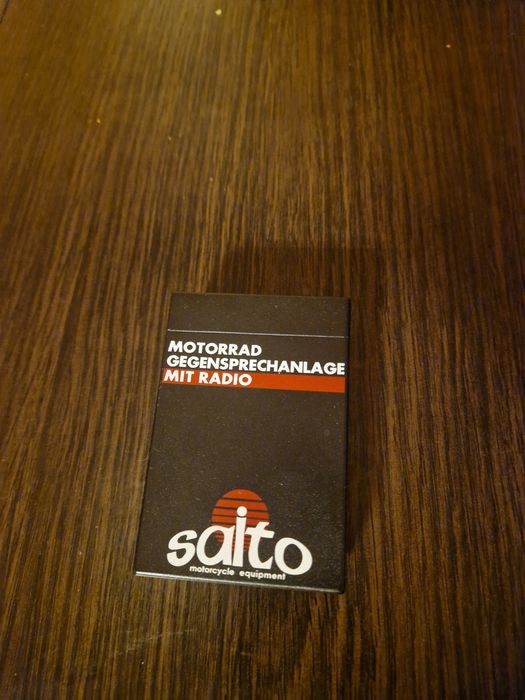 MOTORRAD
GEGENSPRECHANLAGE
MIT RADIO
saito
motorcycle equipment